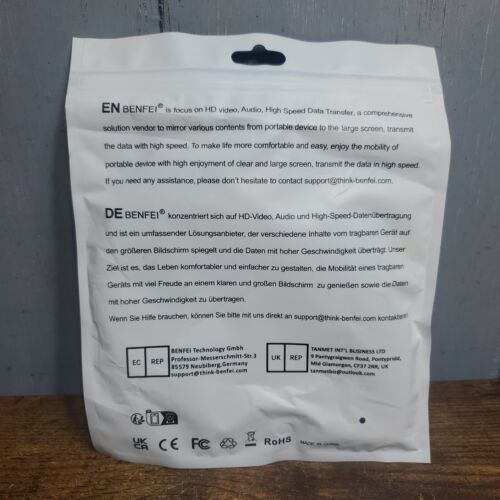 EN BENFEI® is focus on HD video, Audio, High Speed Data Transfer, a comprehensive
solution vendor to mirror various contents from portable device to the large screen, transmit
the data with high speed. To make life more comfortable and easy, enjoy the mobility of
portable device with high enjoyment of clear and large screen, transmit the data in high speed.
If you need any assistance, please don't hesitate to contact support@think-benfei.com.
DE BENFEI® konzentriert sich auf HD-Video, Audio und High-Speed-Datenübertragung
und ist ein umfassender Lösungsanbieter, der verschiedene Inhalte vom tragbaren Gerät auf
den größeren Bildschirm spiegelt und die Daten mit hoher Geschwindigkeit überträgt. Unser
Ziel ist es, das Leben komfortabler und einfacher zu gestalten, die Mobilität eines tragbaren
Geräts mit viel Freude an einem klaren und großen Bildschirm zu genießen sowie die Daten
mit hoher Geschwindigkeit zu übertragen.
Wenn Sie Hilfe brauchen, können Sie bitte mit uns direkt an support@think-benfei.com kontaktieren
EC REP
BENFEI Technology Gmbh
Professor-Messerschmitt-Str.3
85579 Neubiberg,Germany
support@think-benfei.com
UK REP
TANMET INT'L BUSINESS LTD
9 Pantygraigwen Road, Pontypridd,
Mid Glamorgan, CF37 2RR, UK
tanmetbiz@outlook.com
UK CA CE FC RoHS MADE IN CHINA